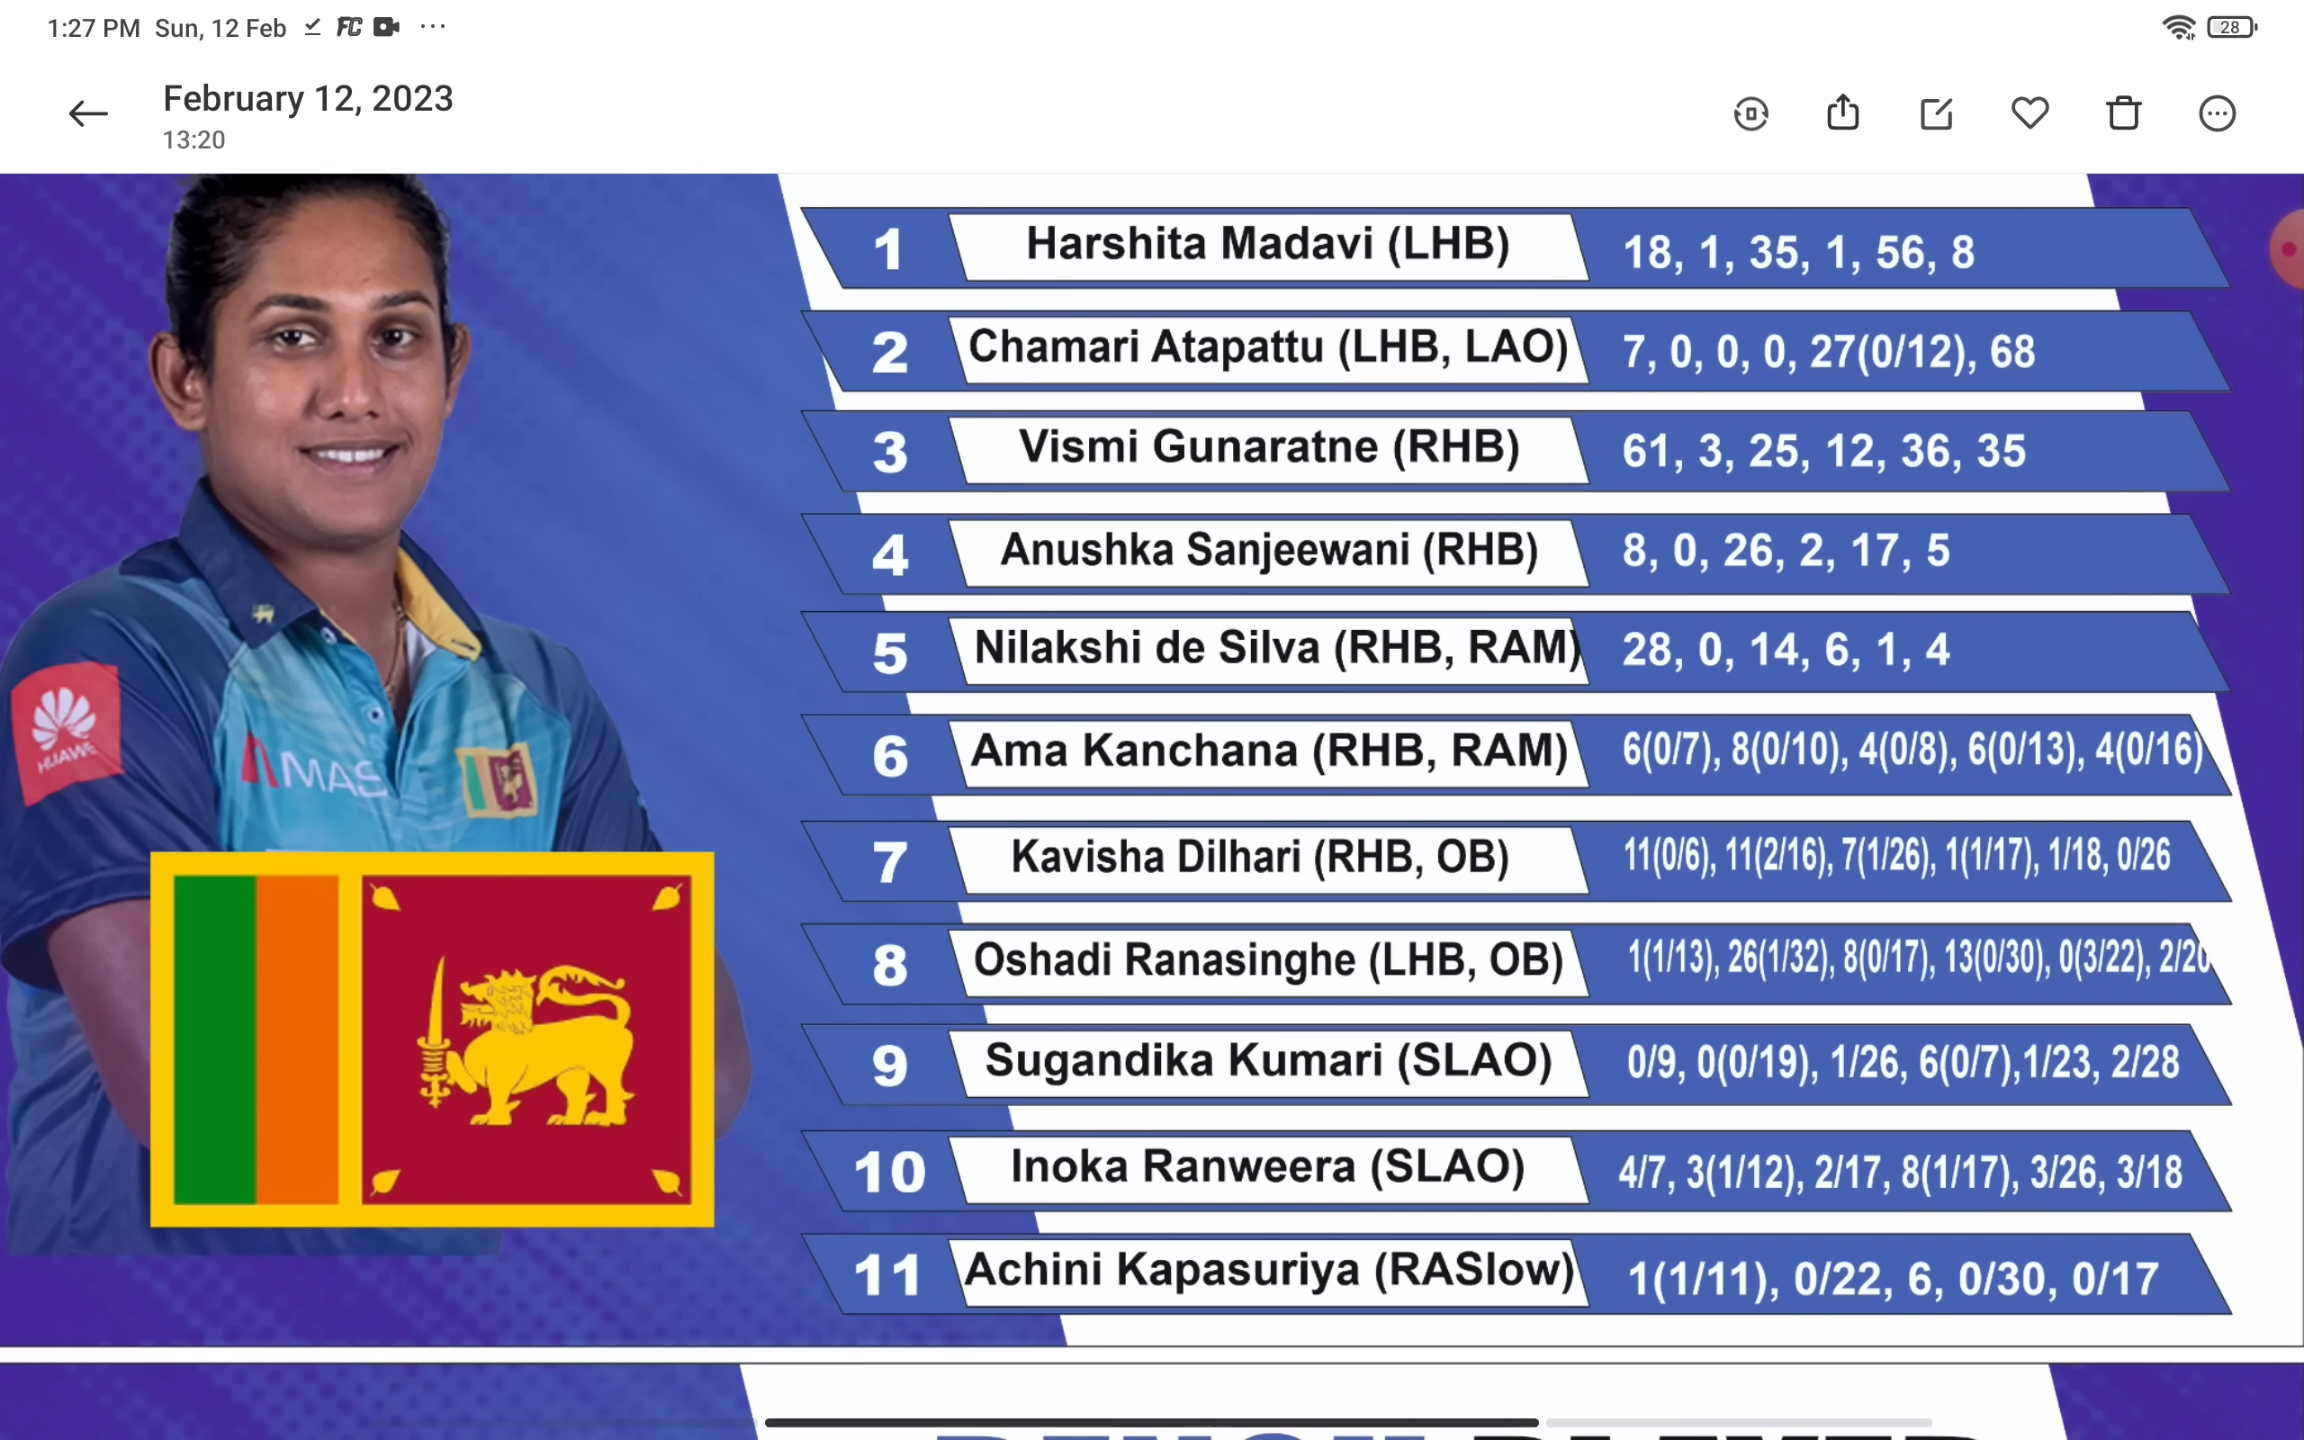 1:27 PM Sun, 12 Feb FC ...
28
February 12, 2023
13:20
1 Harshita Madavi (LHB) 18, 1, 35, 1, 56, 8
2 Chamari Atapattu (LHB, LAO) 7, 0, 0, 0, 27(0/12), 68
3 Vismi Gunaratne (RHB) 61, 3, 25, 12, 36, 35
4 Anushka Sanjeewani (RHB) 8, 0, 26, 2, 17, 5
5 Nilakshi de Silva (RHB, RAM) 28, 0, 14, 6, 1, 4
6 Ama Kanchana (RHB, RAM) 6(0/7), 8(0/10), 4(0/8), 6(0/13), 4(0/16)
7 Kavisha Dilhari (RHB, OB) 11(0/6), 11(2/16), 7(1/26), 1(1/17), 1/18, 0/26
8 Oshadi Ranasinghe (LHB, OB) 1(1/13), 26(1/32), 8(0/17), 13(0/30), 0(3/22), 2/20
9 Sugandika Kumari (SLAO) 0/9, 0(0/19), 1/26, 6(0/7),1/23, 2/28
10 Inoka Ranweera (SLAO) 4/7, 3(1/12), 2/17, 8(1/17), 3/26, 3/18
11 Achini Kapasuriya (RASlow) 1(1/11), 0/22, 6, 0/30, 0/17
HUAWEI
MAS